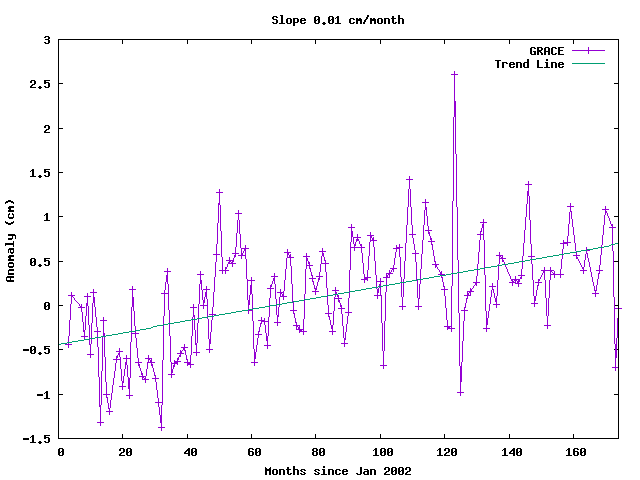 Slope 0.01 cm/month
GRACE
Trend Line
3
2.5
2
1.5
1
0.5
0
-0.5
-1
-1.5
Anomaly (cm)
0 20 40 60 80 100 120 140 160
Months since Jan 2002